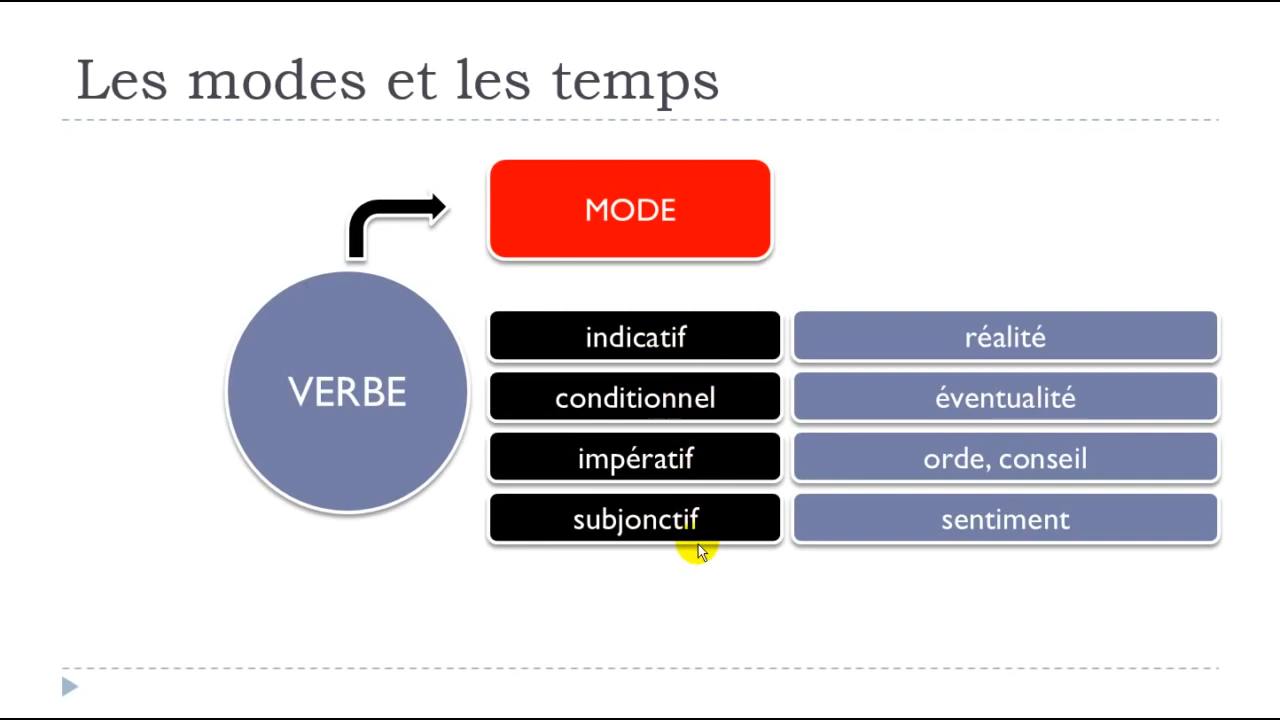 Les modes et les temps
MODE
VERBE
indicatif
réalité
conditionnel
éventualité
impératif
orde, conseil
subjonctif
sentiment